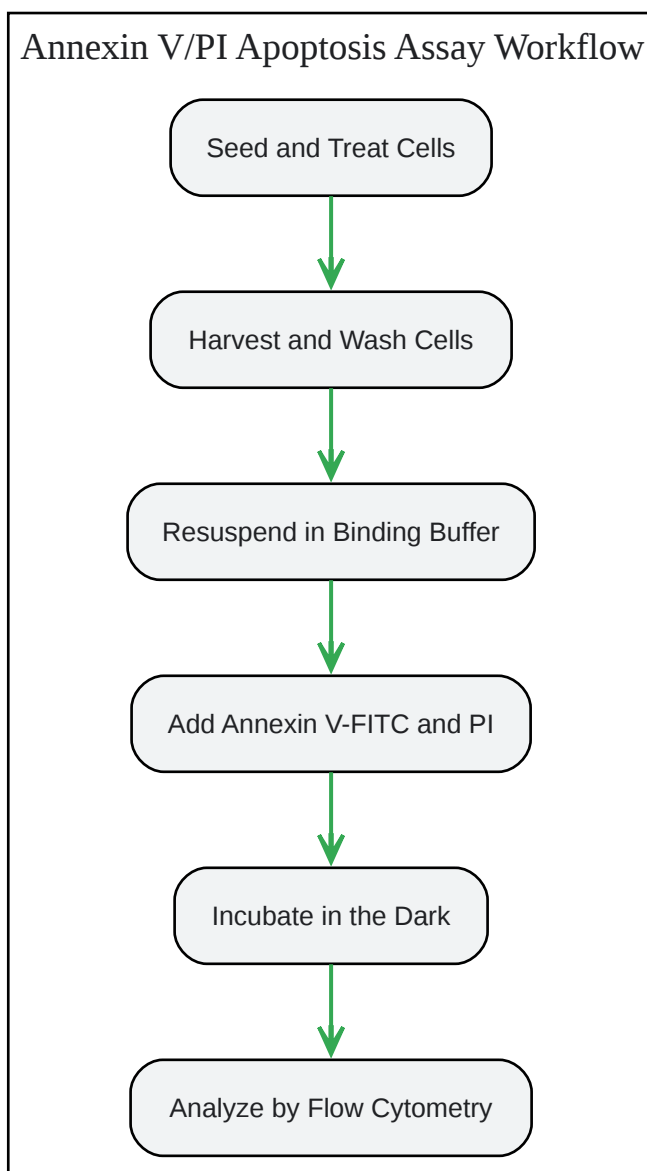 Annexin V/PI Apoptosis Assay Workflow
Seed and Treat Cells
Harvest and Wash Cells
Resuspend in Binding Buffer
Add Annexin V-FITC and PI
Incubate in the Dark
Analyze by Flow Cytometry